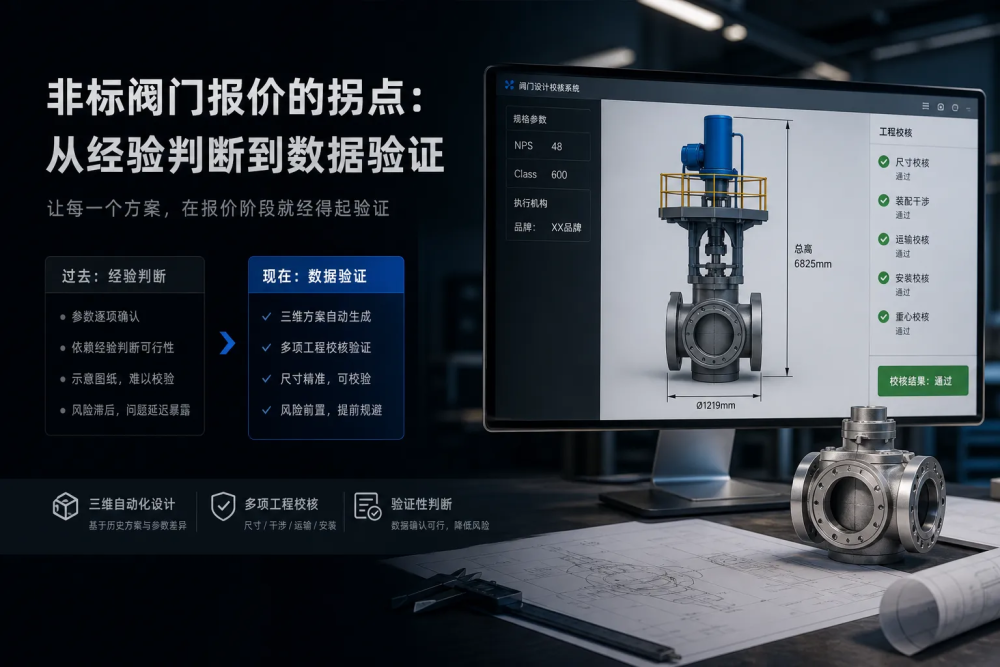 非标阀门报价的拐点：
从经验判断到数据验证
让每一个方案，在报价阶段就经得起验证
过去：经验判断
参数逐项确认
依赖经验判断可行性
示意图纸，难以校验
风险滞后，问题延迟暴露
现在：数据验证
三维方案自动生成
多项工程校核验证
尺寸精准，可校验
风险前置，提前规避
三维自动化设计
基于历史方案与参数差异
多项工程校核
尺寸 / 干涉 / 运输 / 安装
验证性判断
数据确认可行，降低风险
阀门设计校核系统
规格参数
NPS 48
Class 600
执行机构
品牌： XX品牌
总高
6825mm
Ø1219mm
工程校核
尺寸校核
通过
装配干涉
通过
运输校核
通过
安装校核
通过
重心校核
通过
校核结果：通过